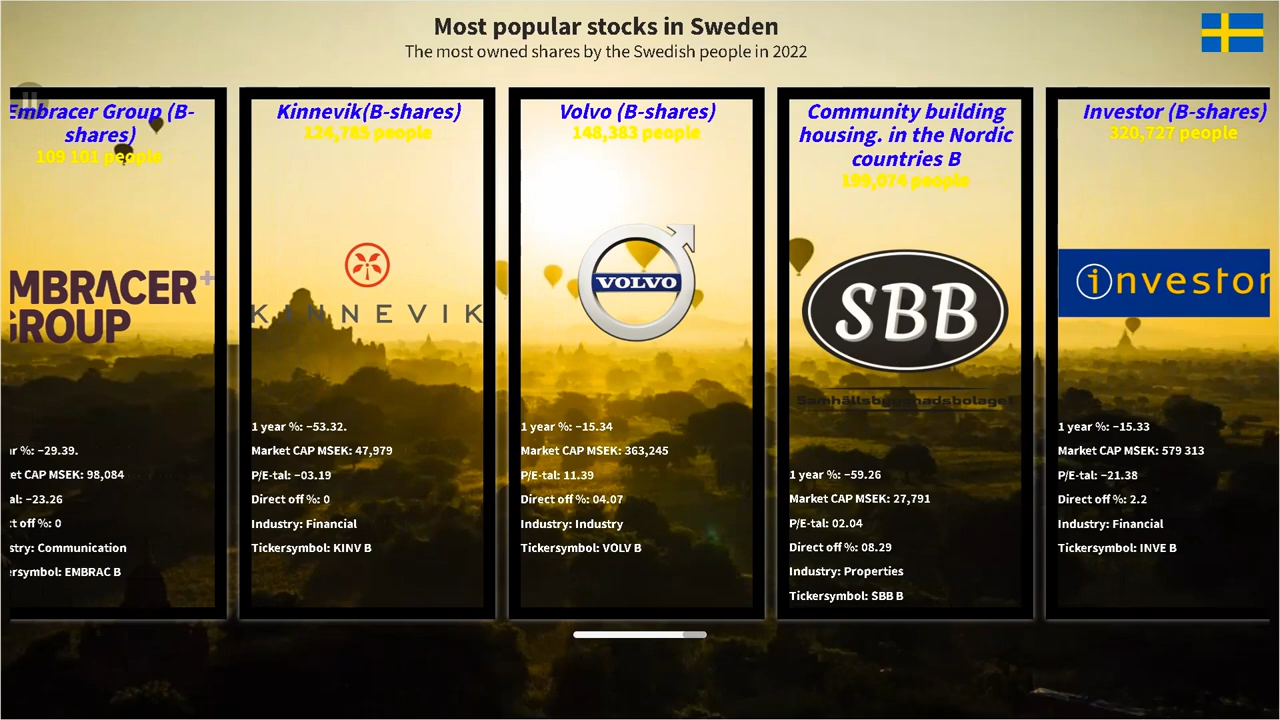 Most popular stocks in Sweden
The most owned shares by the Swedish people in 2022
Embracer Group (B-
shares)
109 101 people
MBRACER+
GROUP
r %: −29.39.
et CAP MSEK: 98,084
al: −23.26
t off %: 0
stry: Communication
ersymbol: EMBRAC B
Kinnevik(B-shares)
124,785 people
KINNEVIK
1 year %: −53.32.
Market CAP MSEK: 47,979
P/E-tal: −03.19
Direct off %: 0
Industry: Financial
Tickersymbol: KINV B
Volvo (B-shares)
148,383 people
VOLVO
1 year %: −15.34
Market CAP MSEK: 363,245
P/E-tal: 11.39
Direct off %: 04.07
Industry: Industry
Tickersymbol: VOLV B
Community building
housing. in the Nordic
countries B
199,074 people
SBB
Samhällsbyggnadsbolaget
1 year %: −59.26
Market CAP MSEK: 27,791
P/E-tal: 02.04
Direct off %: 08.29
Industry: Properties
Tickersymbol: SBB B
Investor (B-shares)
320,727 people
investor
1 year %: −15.33
Market CAP MSEK: 579 313
P/E-tal: −21.38
Direct off %: 2.2
Industry: Financial
Tickersymbol: INVE B